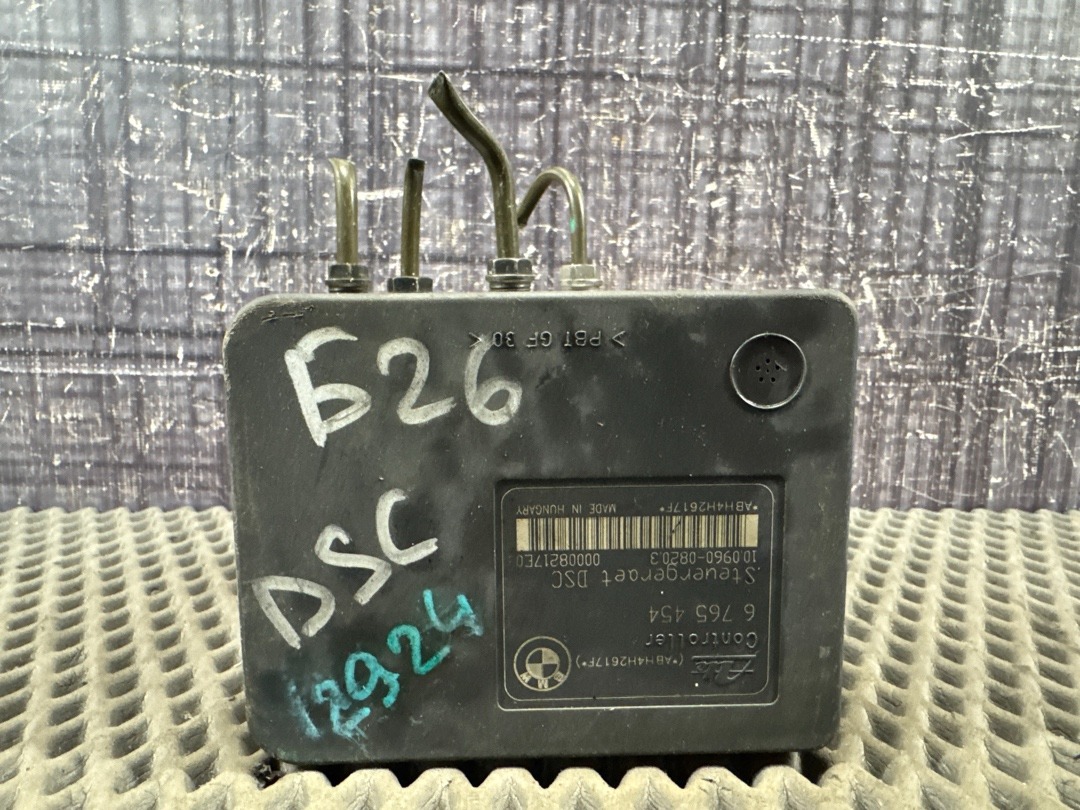 Б26
> PBT GF 30 <
DSC
12924
Ate
Controller (*ABH4H2617F*)
BMW
6 765 454
Steuergeraet DSC
10.0960-0820.3 00008217E0
*ABH4H2617F* MADE IN HUNGARY